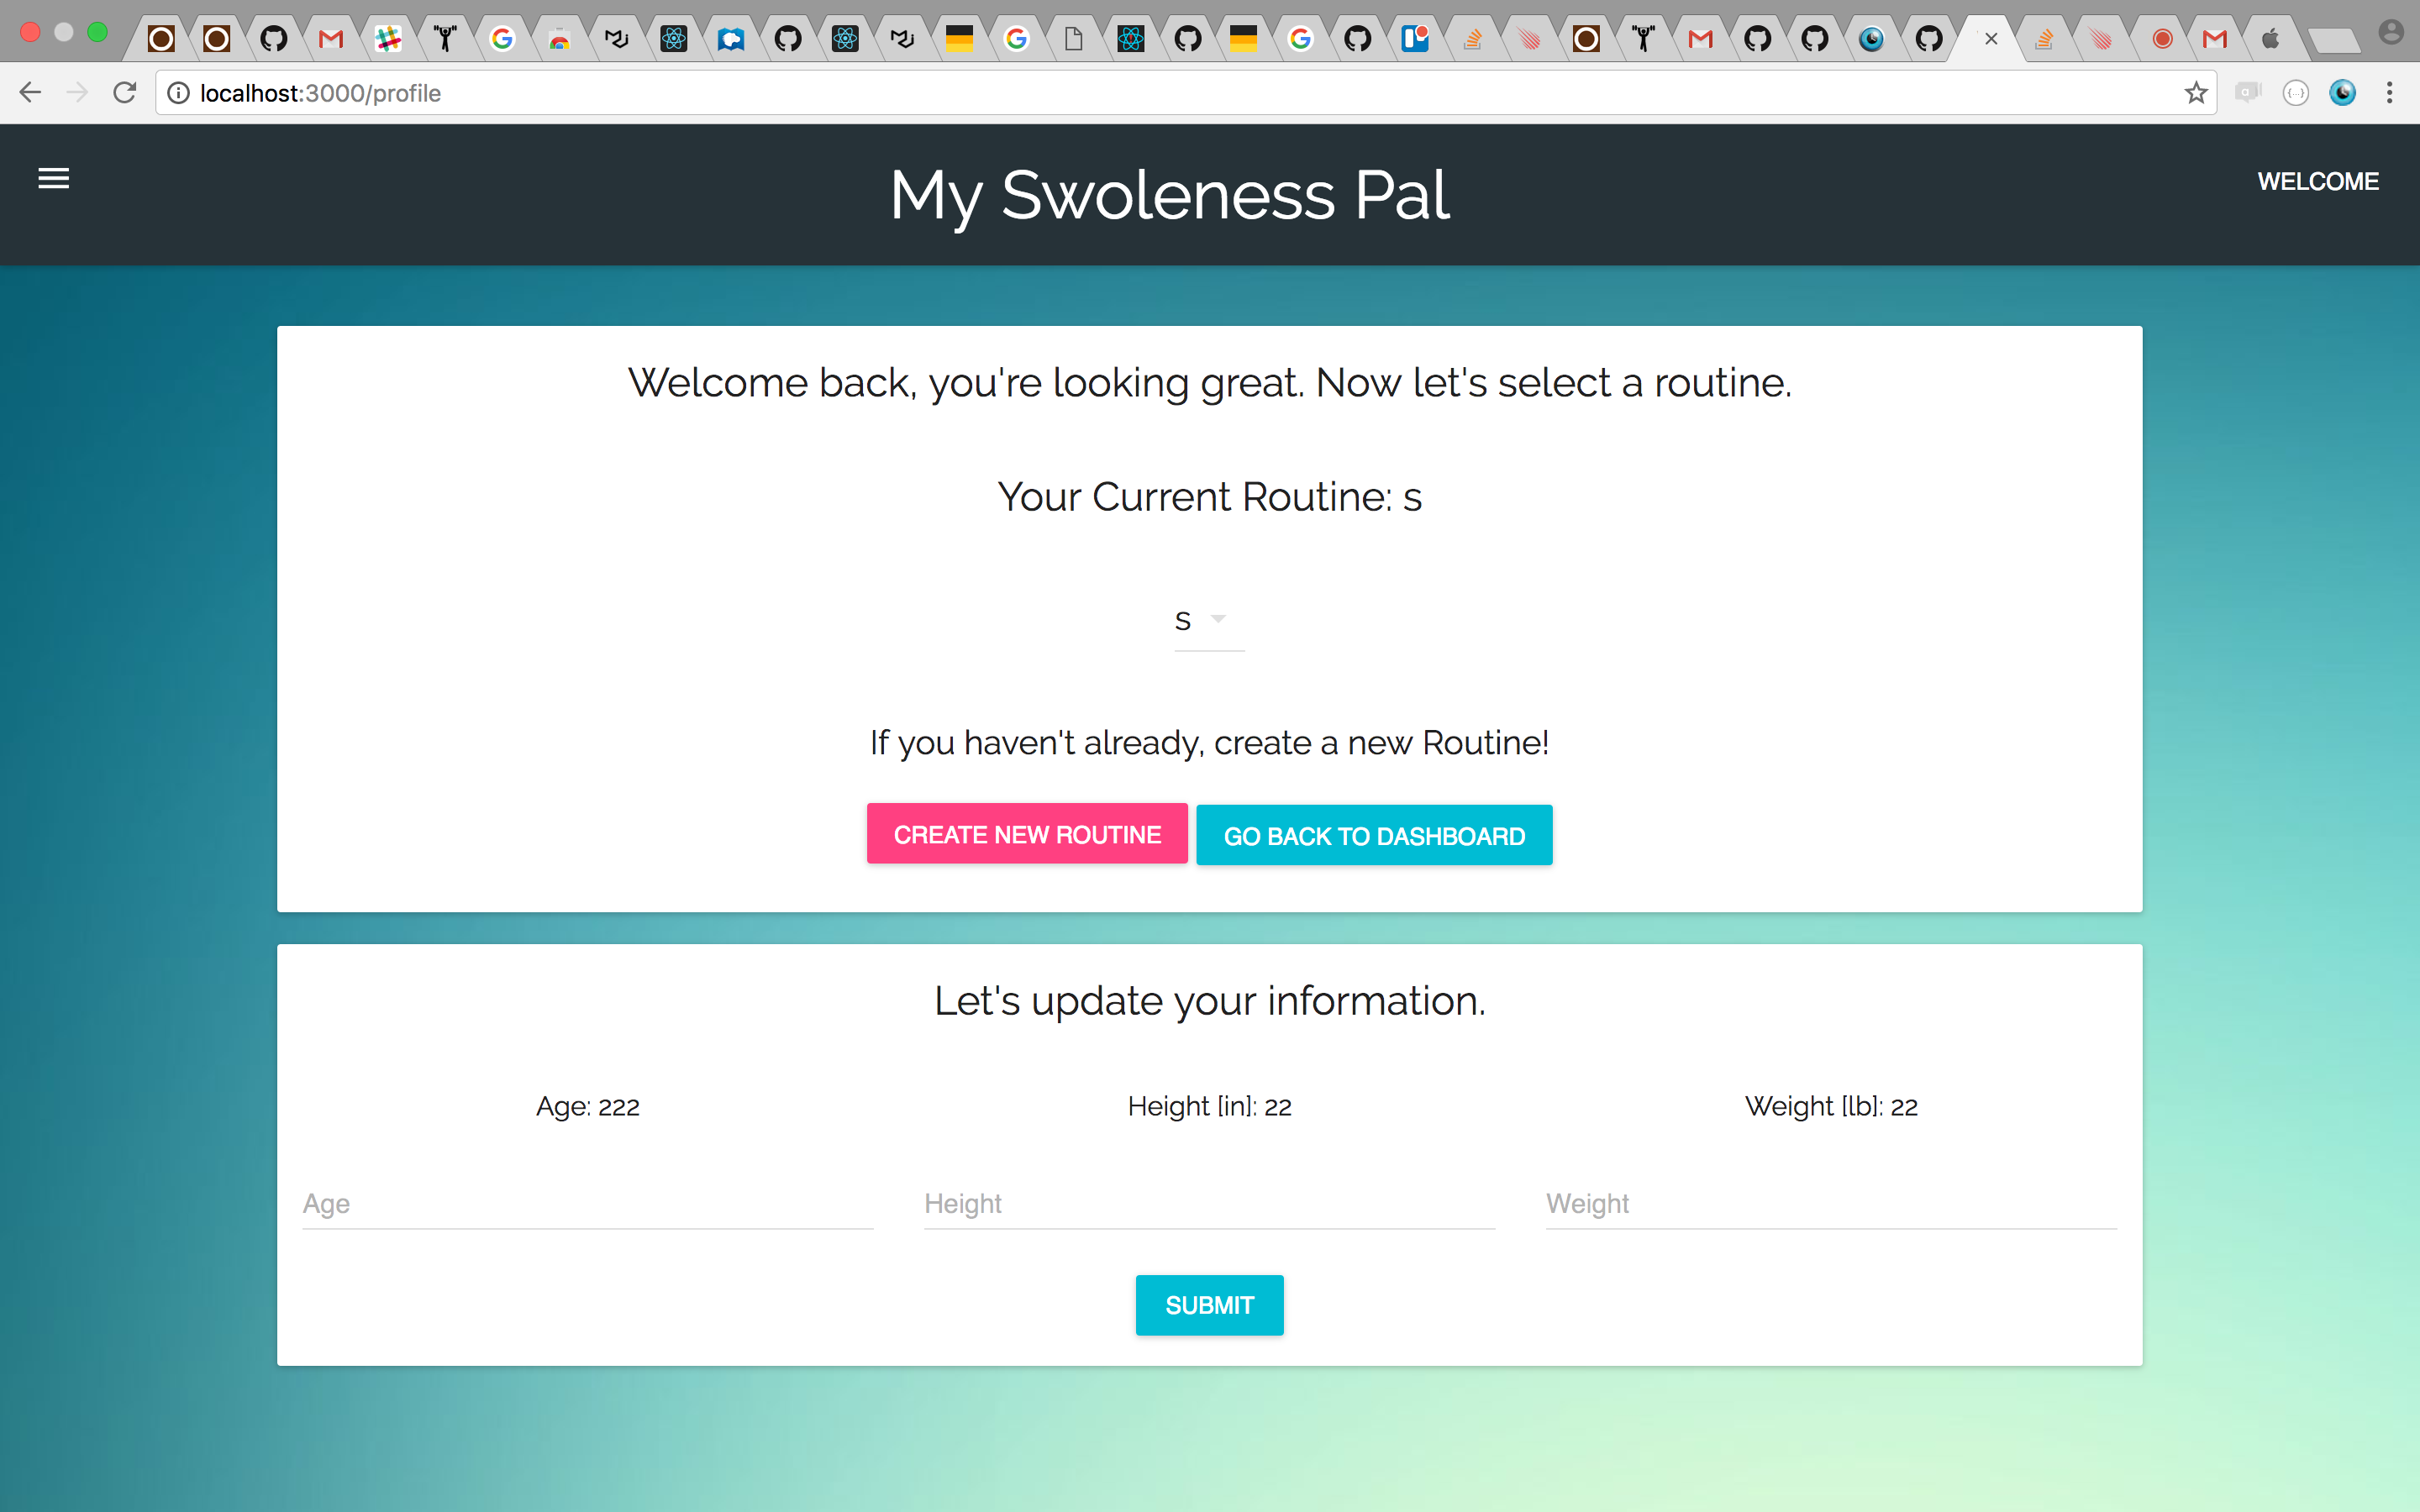 localhost:3000/profile
My Swoleness Pal
WELCOME
Welcome back, you're looking great. Now let's select a routine.
Your Current Routine: s
s
If you haven't already, create a new Routine!
CREATE NEW ROUTINE
GO BACK TO DASHBOARD
Let's update your information.
Age: 222
Height [in]: 22
Weight [lb]: 22
Age
Height
Weight
SUBMIT